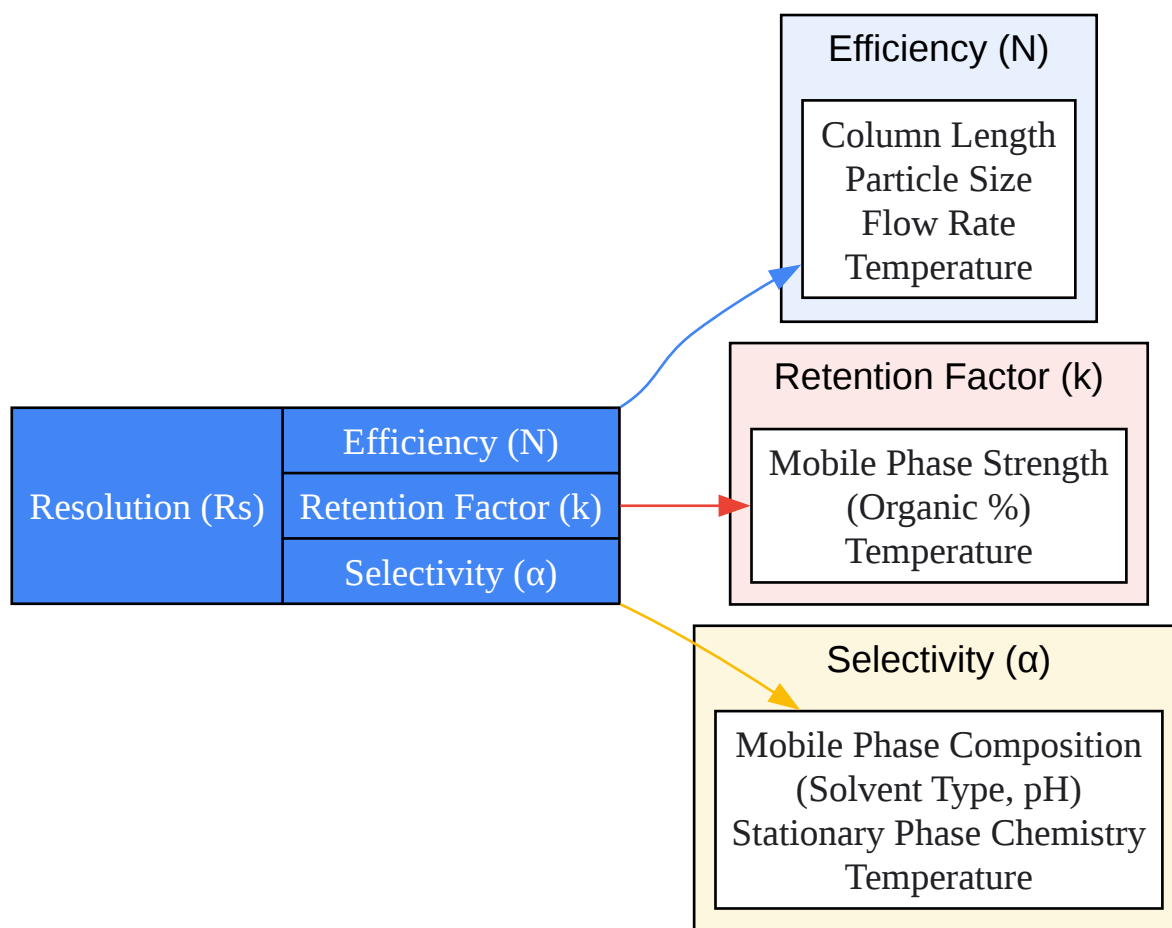 Efficiency (N)
Column Length
Particle Size
Flow Rate
Temperature
Retention Factor (k)
Mobile Phase Strength
(Organic %)
Temperature
Resolution (Rs)
Efficiency (N)
Retention Factor (k)
Selectivity (α)
Selectivity (α)
Mobile Phase Composition
(Solvent Type, pH)
Stationary Phase Chemistry
Temperature